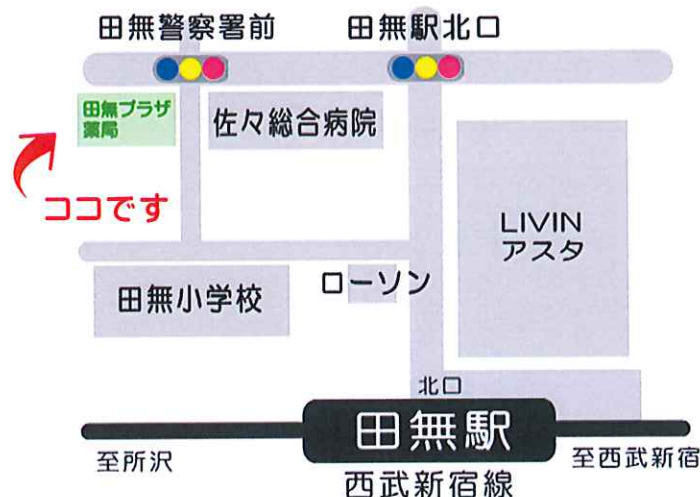 田無警察署前
田無駅北口
田無プラザ
薬局
佐々総合病院
ココです
LIVIN
アスタ
ローソン
田無小学校
北口
田無駅
至所沢
至西武新宿
西武新宿線